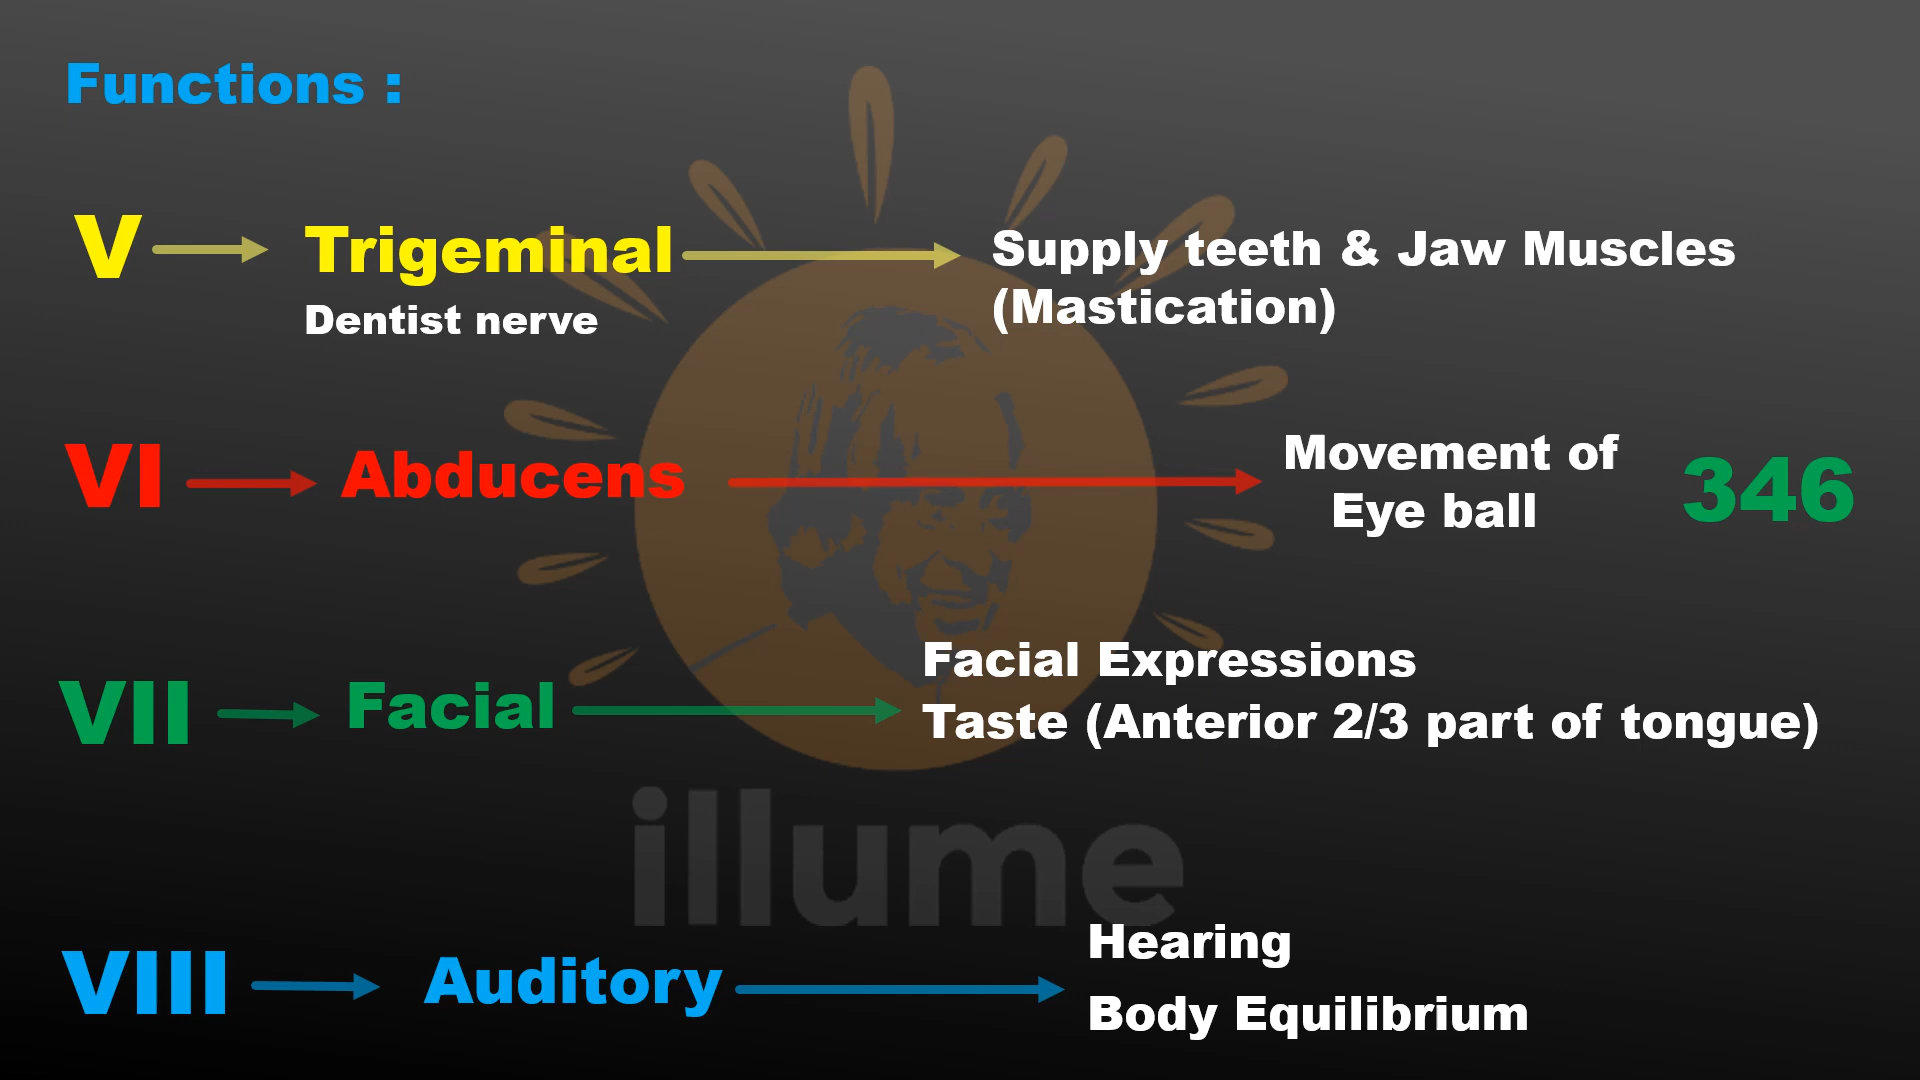 Functions :
V Trigeminal Supply teeth & Jaw Muscles
Dentist nerve (Mastication)
VI Abducens Movement of
Eye ball 346
VII Facial Facial Expressions
Taste (Anterior 2/3 part of tongue)
illume
VIII Auditory Hearing
Body Equilibrium